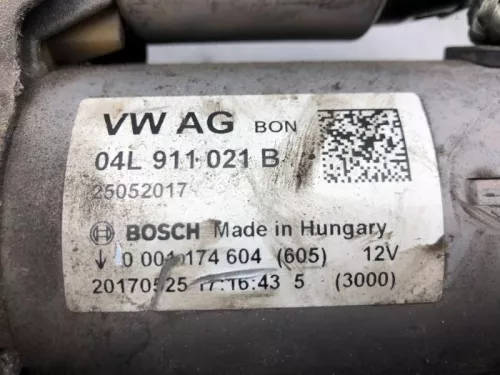 VW AG BON
04L 911 021 B
25052017
BOSCH Made in Hungary
↓ 0 001 174 604 (605) 12V
20170525 17:16:43 5 (3000)